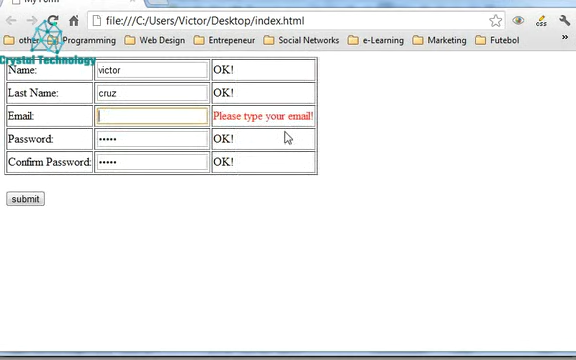 My Form
file:///C:/Users/Victor/Desktop/index.html
other Programming Web Design Entrepeneur Social Networks e-Learning Marketing Futebol
Crystal Technology
Name: victor OK!
Last Name: cruz OK!
Email: Please type your email!
Password: ••••• OK!
Confirm Password: ••••• OK!
submit